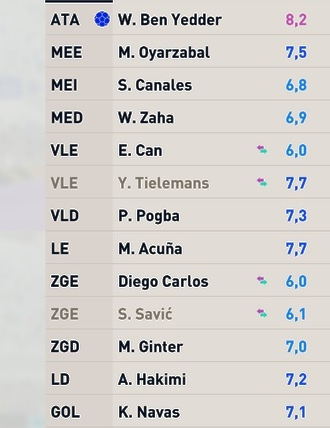 ATA W. Ben Yedder 8,2
MEE M. Oyarzabal 7,5
MEI S. Canales 6,8
MED W. Zaha 6,9
VLE E. Can 6,0
VLE Y. Tielemans 7,7
VLD P. Pogba 7,3
LE M. Acuña 7,7
ZGE Diego Carlos 6,0
ZGE S. Savić 6,1
ZGD M. Ginter 7,0
LD A. Hakimi 7,2
GOL K. Navas 7,1